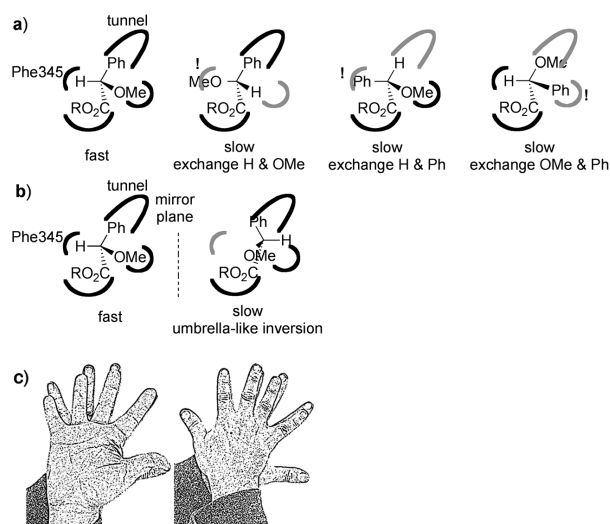 a)
tunnel
Phe345
Ph
H
OMe
RO2C
fast
!
Ph
MeO
H
RO2C
slow
exchange H & OMe
H
! Ph
OMe
RO2C
slow
exchange H & Ph
OMe
H
Ph
!
RO2C
slow
exchange OMe & Ph
b)
tunnel
mirror
plane
Phe345
Ph
H
OMe
RO2C
fast
Ph
H
OMe
RO2C
slow
umbrella-like inversion
c)